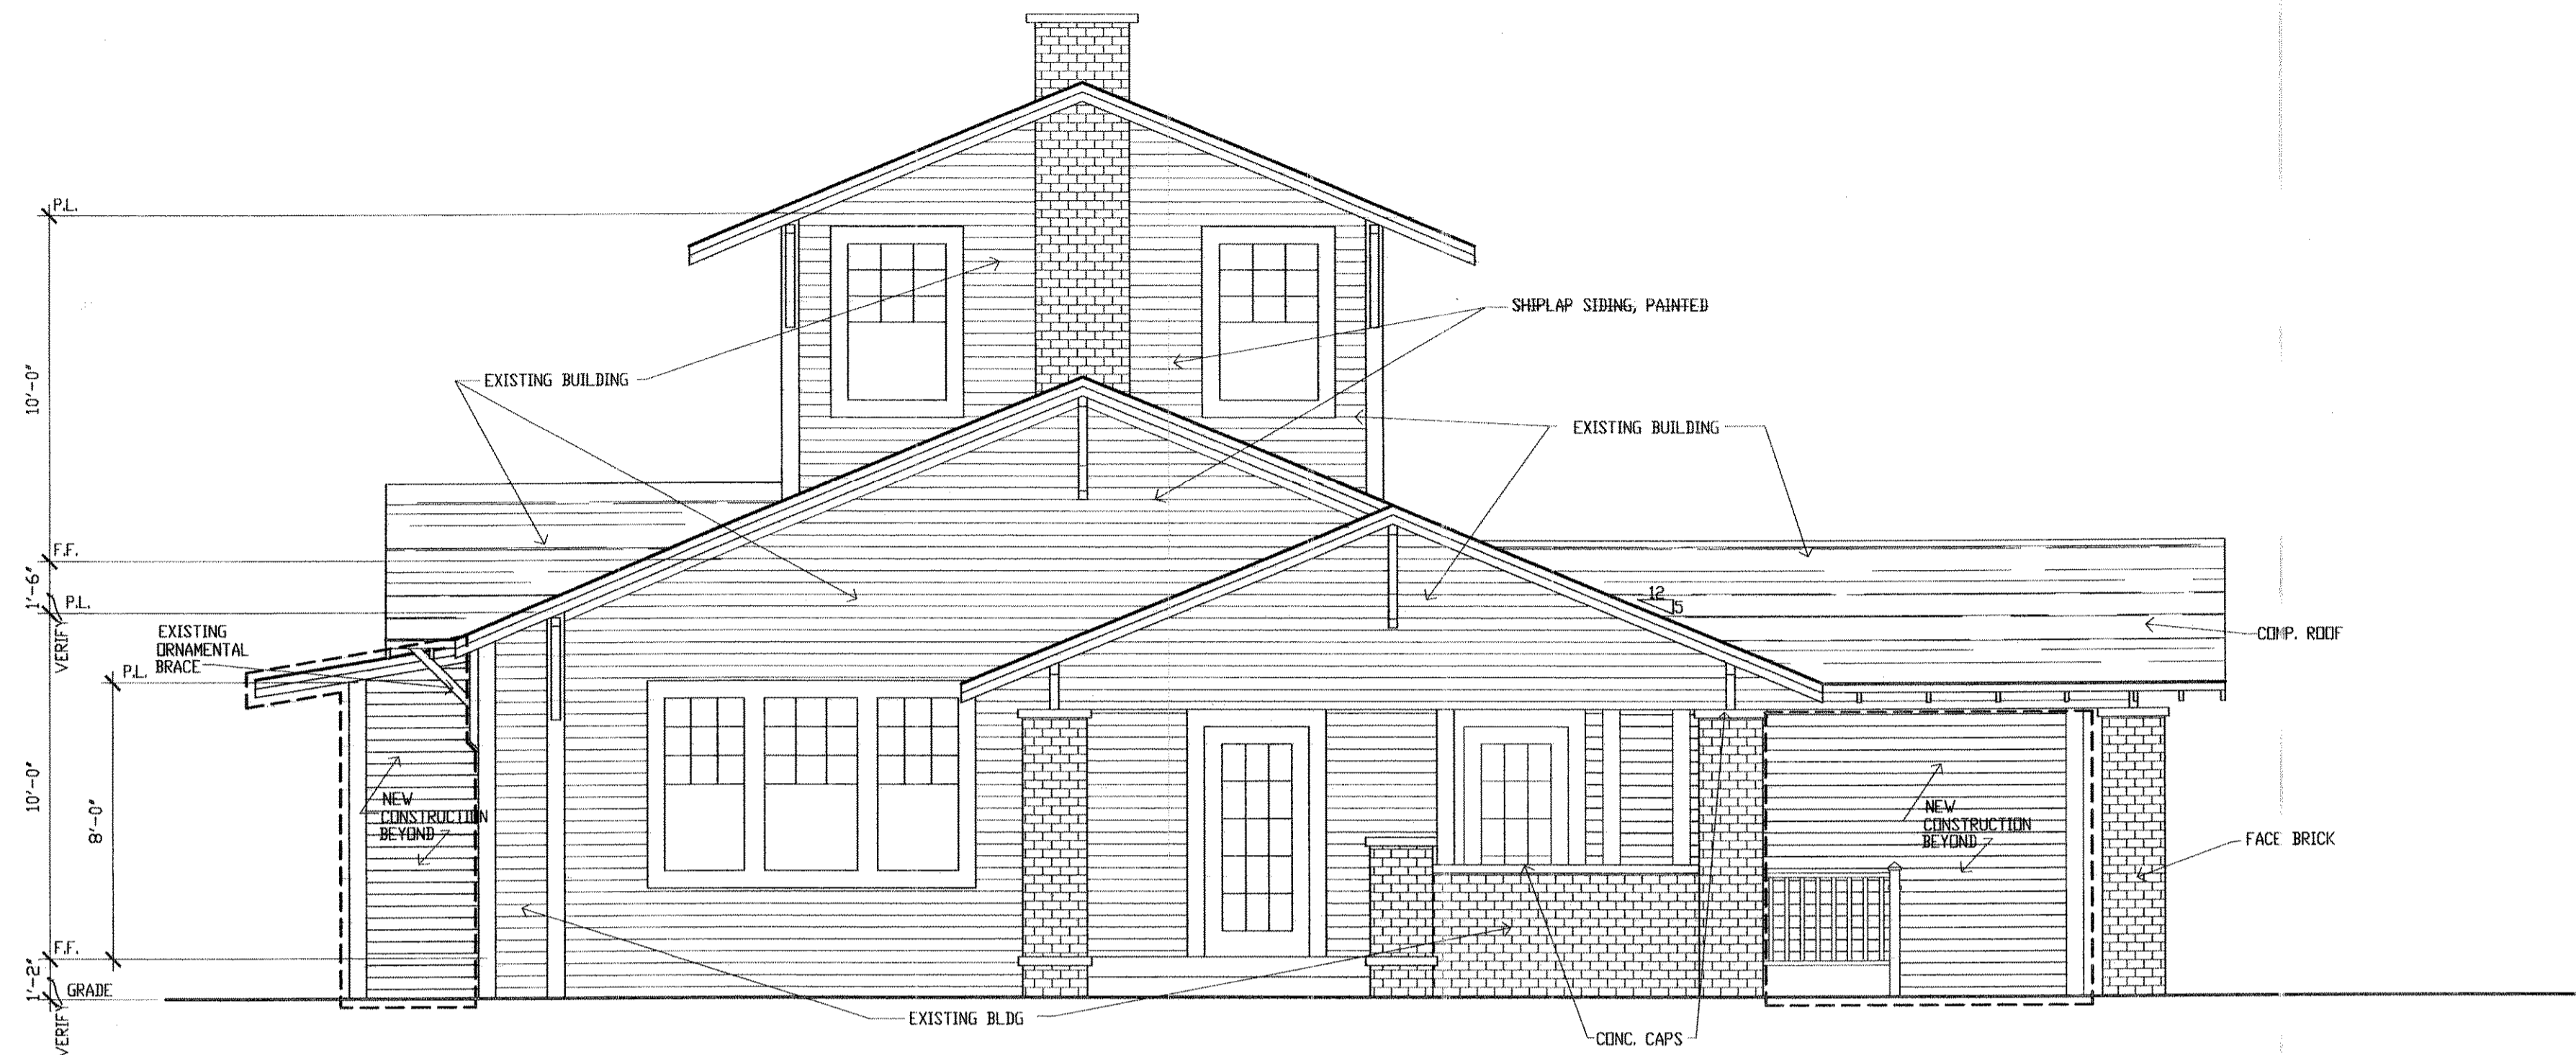 P.L.
SHIPLAP SIDING, PAINTED
10'-0"
EXISTING BUILDING
EXISTING BUILDING
F.F.
1'-6"
P.L.
VERIFY
12
5
EXISTING
ORNAMENTAL
BRACE
P.L.
COMP. ROOF
10'-0"
8'-0"
NEW
CONSTRUCTION
BEYOND
NEW
CONSTRUCTION
BEYOND
FACE BRICK
F.F.
1'-2"
GRADE
VERIFY
EXISTING BLDG
CONC. CAPS